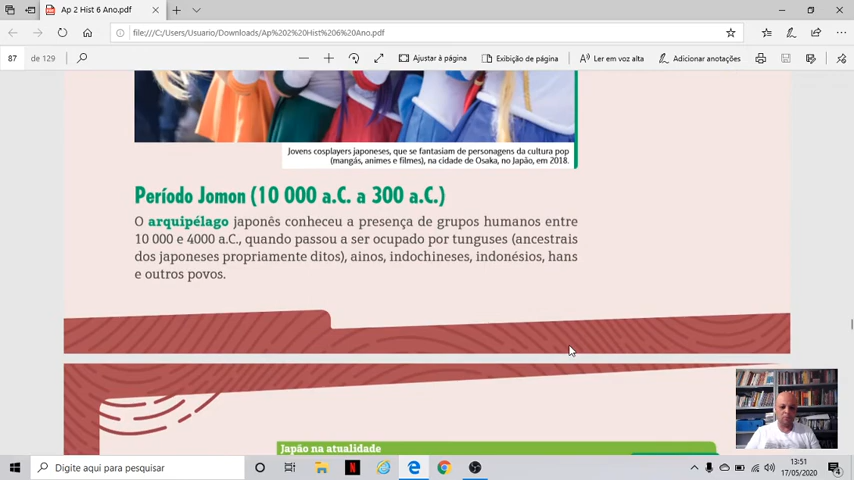 Ap 2 Hist 6 Ano.pdf
file:///C:/Users/Usuario/Downloads/Ap%202%20Hist%206%20Ano.pdf
87 de 129 Ajustar à página Exibição de página Ler em voz alta Adicionar anotações
Jovens cosplayers japoneses, que se fantasiam de personagens da cultura pop
(mangás, animes e filmes), na cidade de Osaka, no Japão, em 2018.
Período Jomon (10 000 a.C. a 300 a.C.)
O arquipélago japonês conheceu a presença de grupos humanos entre
10 000 e 4000 a.C., quando passou a ser ocupado por tunguses (ancestrais
dos japoneses propriamente ditos), ainos, indochineses, indonésios, hans
e outros povos.
Japão na atualidade
Digite aqui para pesquisar
13:51
17/05/2020
4